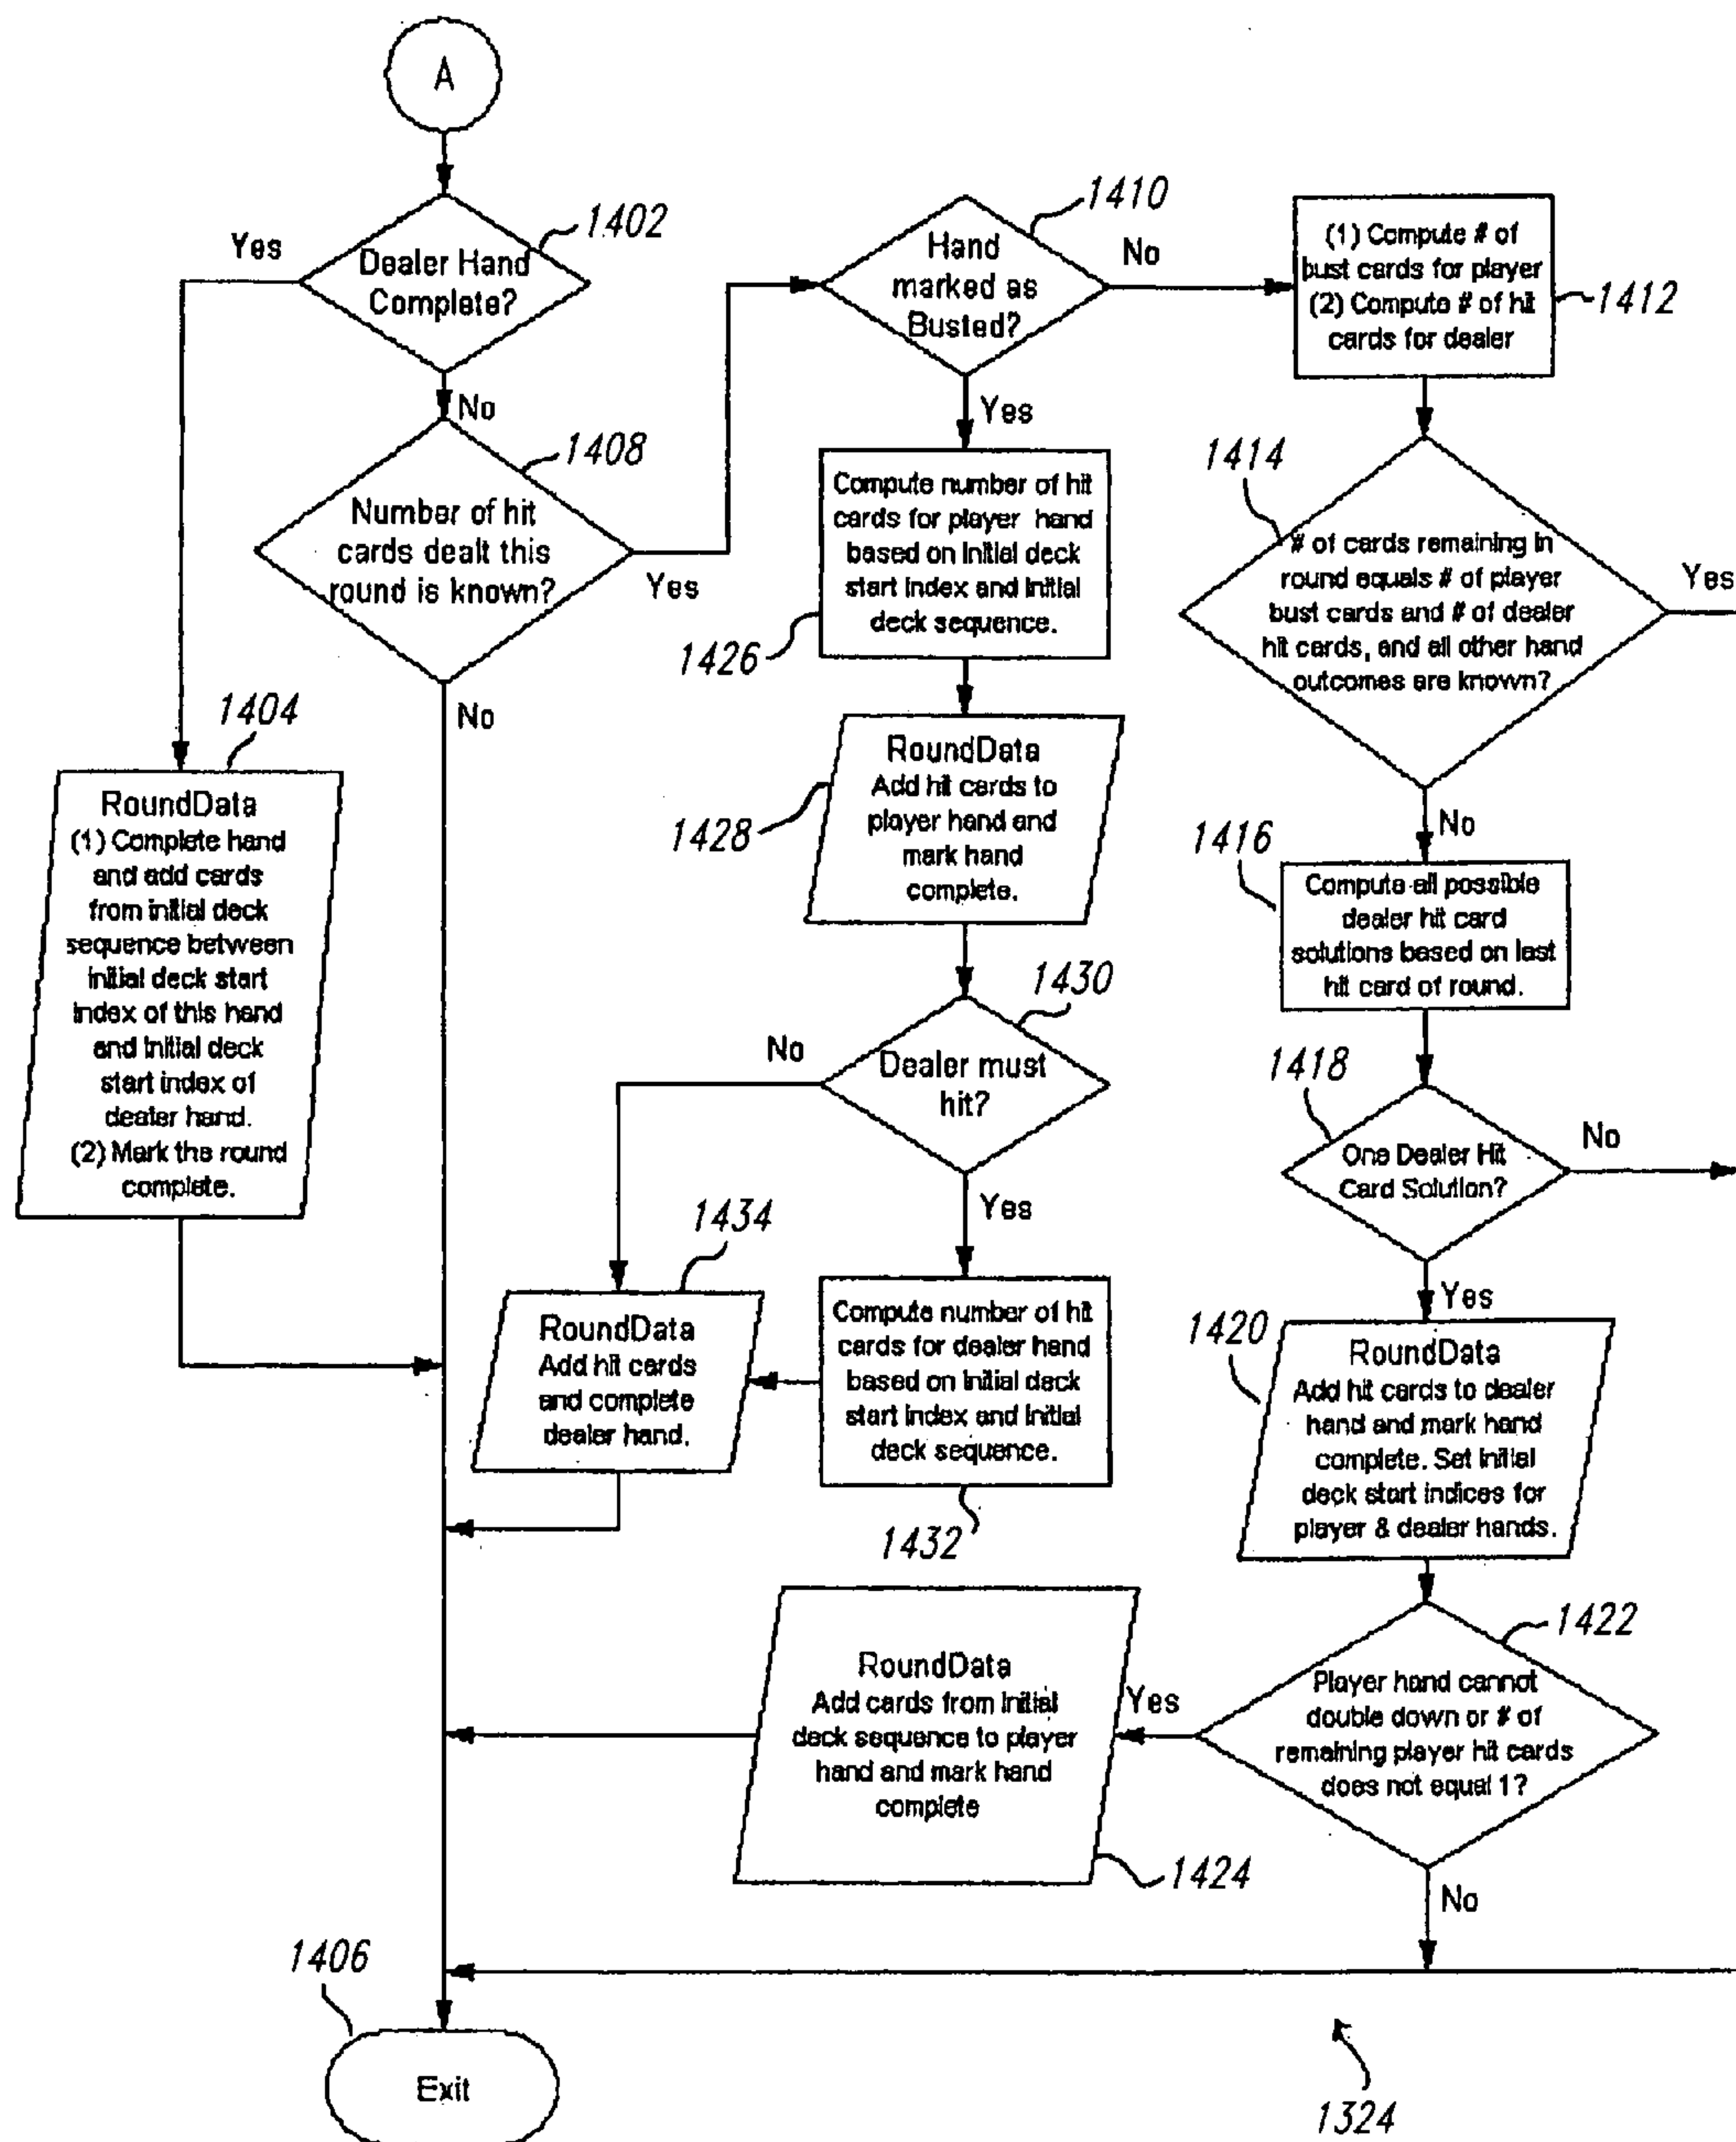 A
1402
Yes
Dealer Hand
Complete?
No
1408
Number of hit
cards dealt this
round is known?
Yes
No
1404
RoundData
(1) Complete hand
and add cards
from initial deck
sequence between
initial deck start
index of this hand
and initial deck
start index of
dealer hand.
(2) Mark the round
complete.
1410
Hand
marked as
Busted?
No
Yes
Compute number of hit
cards for player hand
based on initial deck
start index and initial
deck sequence.
1426
RoundData
Add hit cards to
player hand and
mark hand
complete.
1428
1430
Dealer must
hit?
No
Yes
1434
RoundData
Add hit cards
and complete
dealer hand.
Compute number of hit
cards for dealer hand
based on initial deck
start index and initial
deck sequence.
1432
(1) Compute # of
bust cards for player
(2) Compute # of hit
cards for dealer
1412
1414
# of cards remaining in
round equals # of player
bust cards and # of dealer
hit cards, and all other hand
outcomes are known?
Yes
No
1416
Compute all possible
dealer hit card
solutions based on last
hit card of round.
1418
One Dealer Hit
Card Solution?
No
Yes
1420
RoundData
Add hit cards to dealer
hand and mark hand
complete. Set initial
deck start indices for
player & dealer hands.
1422
Player hand cannot
double down or # of
remaining player hit cards
does not equal 1?
Yes
No
RoundData
Add cards from initial
deck sequence to player
hand and mark hand
complete
1424
1406
Exit
1324